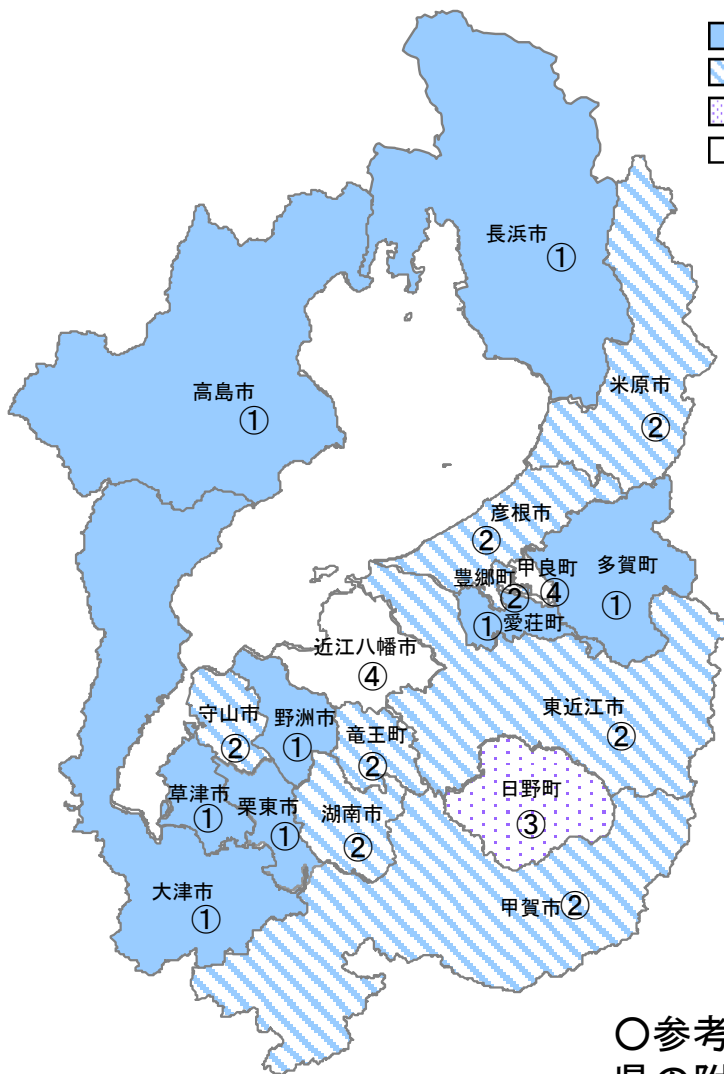 長浜市
①
高島市
①
米原市
②
彦根市
②
豊郷町
②
甲良町
④
多賀町
①
①
愛荘町
近江八幡市
④
守山市
②
野洲市
①
竜王町
②
東近江市
②
日野町
③
草津市
①
栗東市
①
湖南市
②
大津市
①
甲賀市②
〇参考